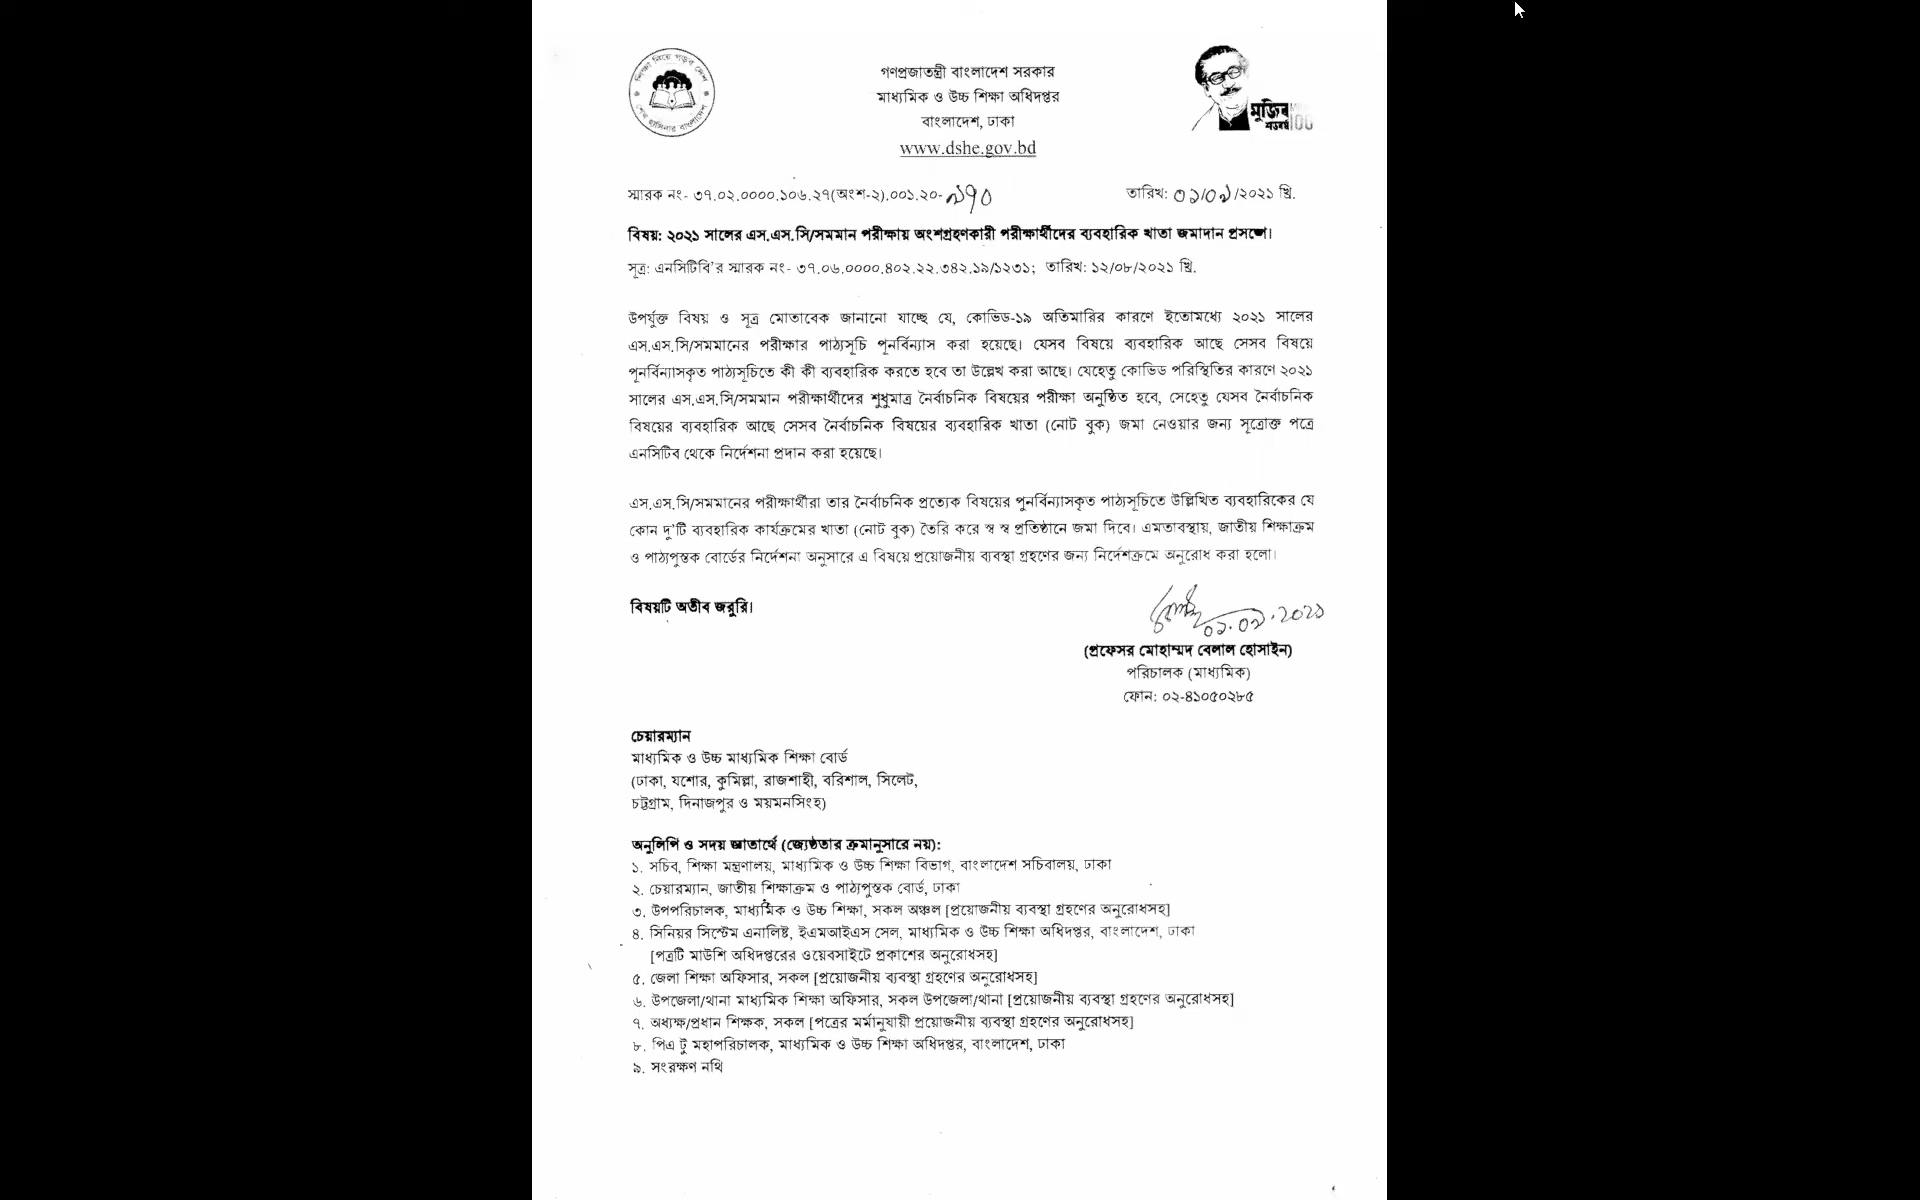 শিক্ষা নিয়ে গড়ব দেশ
শেখ হাসিনার বাংলাদেশ
গণপ্রজাতন্ত্রী বাংলাদেশ সরকার
মাধ্যমিক ও উচ্চ শিক্ষা অধিদপ্তর
বাংলাদেশ, ঢাকা
www.dshe.gov.bd
মুজিব
শতবর্ষ 100
স্মারক নং- ৩৭.০২.০০০০.১০৬.২৭(অংশ-২).০০১.২০-৯৭০
তারিখ: ০১/০৯/২০২১ খ্রি.
বিষয়: ২০২১ সালের এস.এস.সি/সমমান পরীক্ষায় অংশগ্রহণকারী পরীক্ষার্থীদের ব্যবহারিক খাতা জমাদান প্রসঙ্গে।
সূত্র: এনসিটিবি'র স্মারক নং- ৩৭.০৬.০০০০.৪০২.২২.৩৪২.১৯/১২৩১; তারিখ: ১২/০৮/২০২১ খ্রি.
উপর্যুক্ত বিষয় ও সূত্র মোতাবেক জানানো যাচ্ছে যে, কোভিড-১৯ অতিমারির কারণে ইতোমধ্যে ২০২১ সালের
এস.এস.সি/সমমানের পরীক্ষার পাঠ্যসূচি পূনর্বিন্যাস করা হয়েছে। যেসব বিষয়ে ব্যবহারিক আছে সেসব বিষয়ে
পূনর্বিন্যাসকৃত পাঠ্যসূচিতে কী কী ব্যবহারিক করতে হবে তা উল্লেখ করা আছে। যেহেতু কোভিড পরিস্থিতির কারণে ২০২১
সালের এস.এস.সি/সমমান পরীক্ষার্থীদের শুধুমাত্র নৈর্বাচনিক বিষয়ের পরীক্ষা অনুষ্ঠিত হবে, সেহেতু যেসব নৈর্বাচনিক
বিষয়ের ব্যবহারিক আছে সেসব নৈর্বাচনিক বিষয়ের ব্যবহারিক খাতা (নোট বুক) জমা নেওয়ার জন্য সূত্রোক্ত পত্রে
এনসিটিব থেকে নির্দেশনা প্রদান করা হয়েছে।
এস.এস.সি/সমমানের পরীক্ষার্থীরা তার নৈর্বাচনিক প্রত্যেক বিষয়ের পুনর্বিন্যাসকৃত পাঠ্যসূচিতে উল্লিখিত ব্যবহারিকের যে
কোন দু'টি ব্যবহারিক কার্যক্রমের খাতা (নোট বুক) তৈরি করে স্ব স্ব প্রতিষ্ঠানে জমা দিবে। এমতাবস্থায়, জাতীয় শিক্ষাক্রম
ও পাঠ্যপুস্তক বোর্ডের নির্দেশনা অনুসারে এ বিষয়ে প্রয়োজনীয় ব্যবস্থা গ্রহণের জন্য নির্দেশক্রমে অনুরোধ করা হলো।
বিষয়টি অতীব জরুরি।
০১.০৯.২০২১
(প্রফেসর মোহাম্মদ বেলাল হোসাইন)
পরিচালক (মাধ্যমিক)
ফোন: ০২-৪১০৫০২৮৫
চেয়ারম্যান
মাধ্যমিক ও উচ্চ মাধ্যমিক শিক্ষা বোর্ড
(ঢাকা, যশোর, কুমিল্লা, রাজশাহী, বরিশাল, সিলেট,
চট্টগ্রাম, দিনাজপুর ও ময়মনসিংহ)
অনুলিপি ও সদয় জ্ঞাতার্থে (জ্যেষ্ঠতার ক্রমানুসারে নয়):
১. সচিব, শিক্ষা মন্ত্রণালয়, মাধ্যমিক ও উচ্চ শিক্ষা বিভাগ, বাংলাদেশ সচিবালয়, ঢাকা
২. চেয়ারম্যান, জাতীয় শিক্ষাক্রম ও পাঠ্যপুস্তক বোর্ড, ঢাকা
৩. উপপরিচালক, মাধ্যমিক ও উচ্চ শিক্ষা, সকল অঞ্চল [প্রয়োজনীয় ব্যবস্থা গ্রহণের অনুরোধসহ]
৪. সিনিয়র সিস্টেম এনালিষ্ট, ইএমআইএস সেল, মাধ্যমিক ও উচ্চ শিক্ষা অধিদপ্তর, বাংলাদেশ, ঢাকা
[পত্রটি মাউশি অধিদপ্তরের ওয়েবসাইটে প্রকাশের অনুরোধসহ]
৫. জেলা শিক্ষা অফিসার, সকল [প্রয়োজনীয় ব্যবস্থা গ্রহণের অনুরোধসহ]
৬. উপজেলা/থানা মাধ্যমিক শিক্ষা অফিসার, সকল উপজেলা/থানা [প্রয়োজনীয় ব্যবস্থা গ্রহণের অনুরোধসহ]
৭. অধ্যক্ষ/প্রধান শিক্ষক, সকল [পত্রের মর্মানুযায়ী প্রয়োজনীয় ব্যবস্থা গ্রহণের অনুরোধসহ]
৮. পিএ টু মহাপরিচালক, মাধ্যমিক ও উচ্চ শিক্ষা অধিদপ্তর, বাংলাদেশ, ঢাকা
৯. সংরক্ষণ নথি